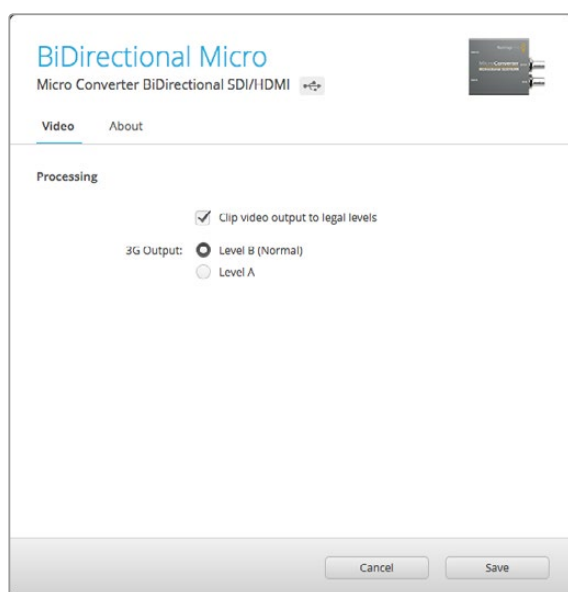 BiDirectional Micro
Micro Converter BiDirectional SDI/HDMI
Video About
Processing
Clip video output to legal levels
3G Output: Level B (Normal)
Level A
Cancel Save